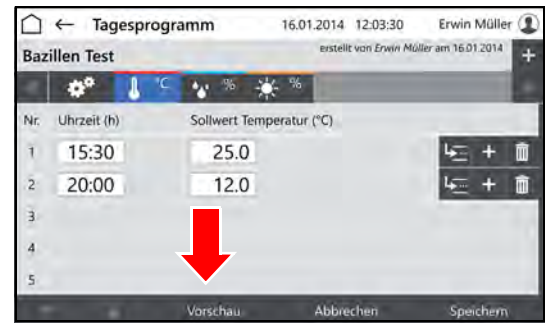 Tagesprogramm 16.01.2014 12:03:30 Erwin Müller
Bazillen Test erstellt von Erwin Müller am 16.01.2014 +
°C % %
Nr. Uhrzeit (h) Sollwert Temperatur (°C)
1 15:30 25.0 +
2 20:00 12.0 +
3
4
5
Vorschau Abbrechen Speichern